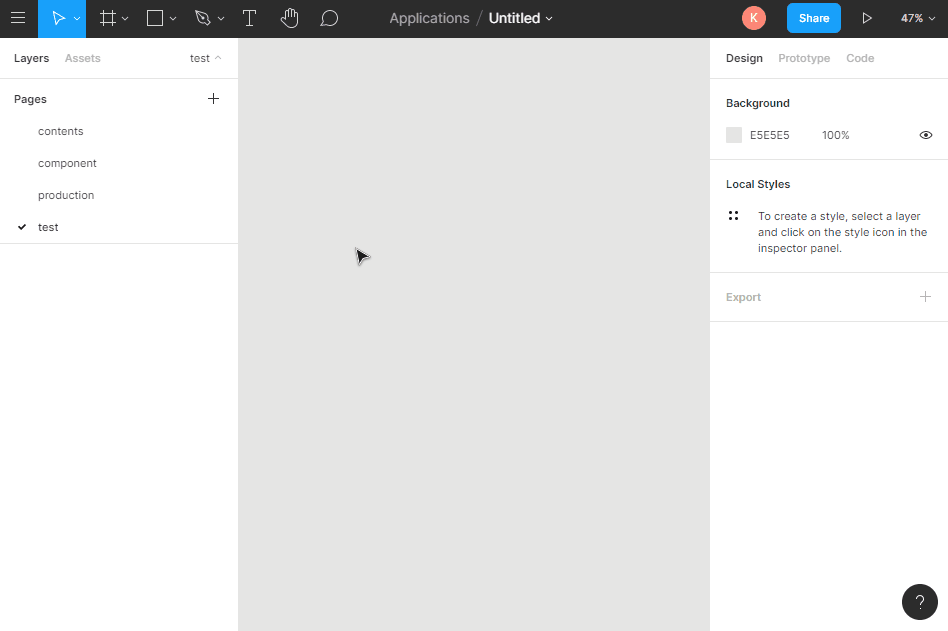 Applications / Untitled
K
Share
47%
Layers Assets test
Pages
contents
component
production
test
Design Prototype Code
Background
E5E5E5 100%
Local Styles
To create a style, select a layer
and click on the style icon in the
inspector panel.
Export
?